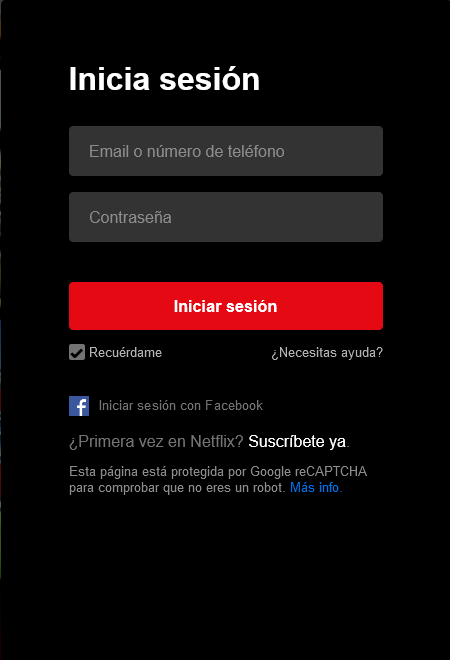 Inicia sesión
Email o número de teléfono
Contraseña
Iniciar sesión
Recuérdame ¿Necesitas ayuda?
Iniciar sesión con Facebook
¿Primera vez en Netflix? Suscríbete ya.
Esta página está protegida por Google reCAPTCHA
para comprobar que no eres un robot. Más info.